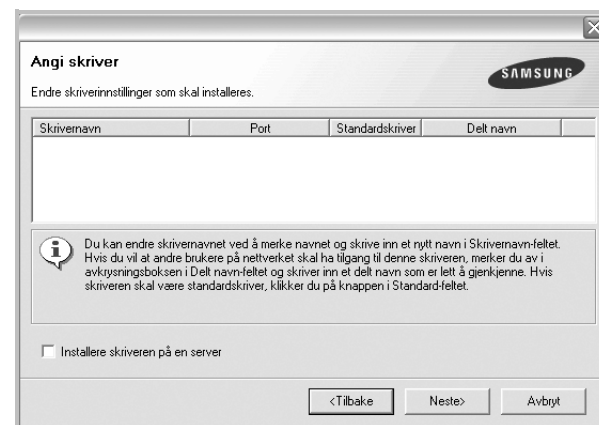 Angi skriver
SAMSUNG
Endre skriverinnstillinger som skal installeres.
Skrivernavn Port Standardskriver Delt navn
Du kan endre skrivernavnet ved å merke navnet og skrive inn et nytt navn i Skrivernavn-feltet.
Hvis du vil at andre brukere på nettverket skal ha tilgang til denne skriveren, merker du av i
avkrysningsboksen i Delt navn-feltet og skriver inn et delt navn som er lett å gjenkjenne. Hvis
skriveren skal være standardskriver, klikker du på knappen i Standard-feltet.
Installere skriveren på en server
<Tilbake Neste> Avbryt